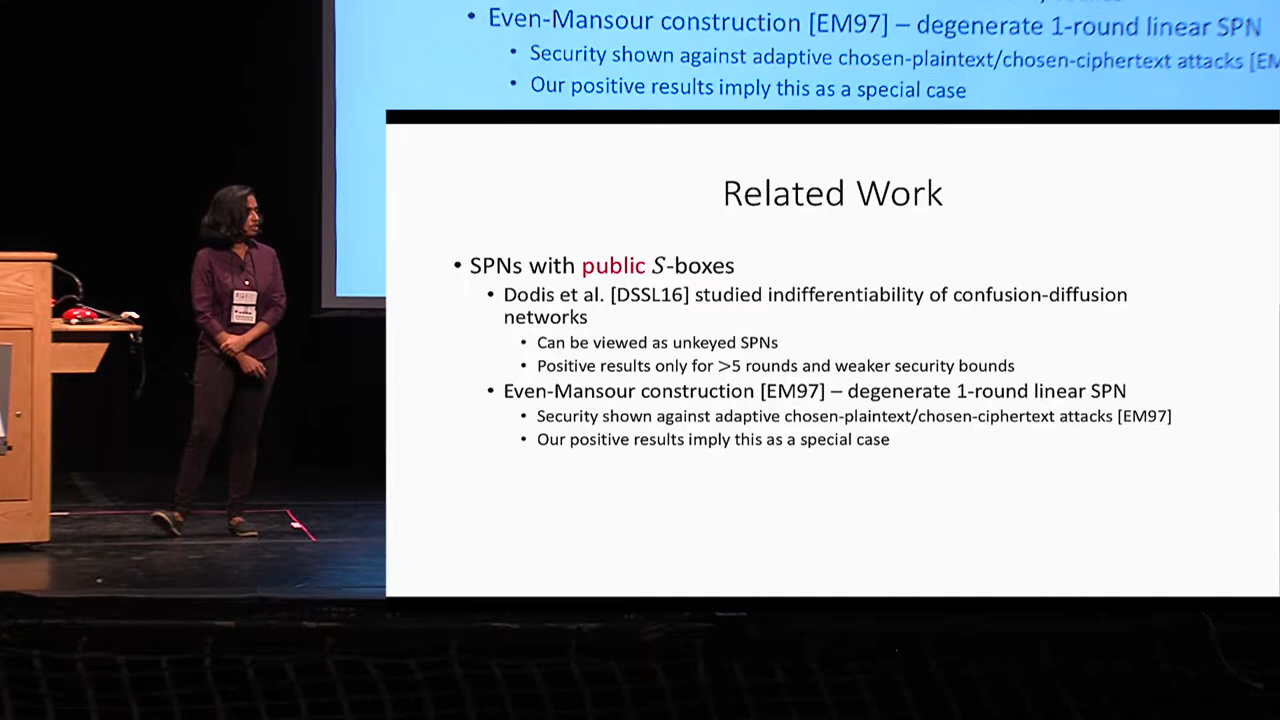 • Even-Mansour construction [EM97] – degenerate 1-round linear SPN
• Security shown against adaptive chosen-plaintext/chosen-ciphertext attacks [EM
• Our positive results imply this as a special case
Related Work
• SPNs with public S-boxes
• Dodis et al. [DSSL16] studied indifferentiability of confusion-diffusion
networks
• Can be viewed as unkeyed SPNs
• Positive results only for >5 rounds and weaker security bounds
• Even-Mansour construction [EM97] – degenerate 1-round linear SPN
• Security shown against adaptive chosen-plaintext/chosen-ciphertext attacks [EM97]
• Our positive results imply this as a special case